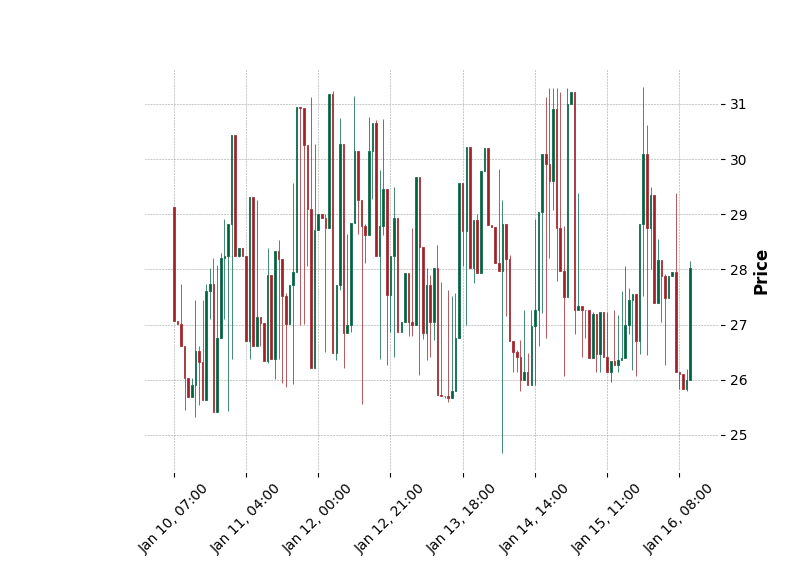 31
30
29
28
27
26
25
Price
Jan 10, 07:00
Jan 11, 04:00
Jan 12, 00:00
Jan 12, 21:00
Jan 13, 18:00
Jan 14, 14:00
Jan 15, 11:00
Jan 16, 08:00